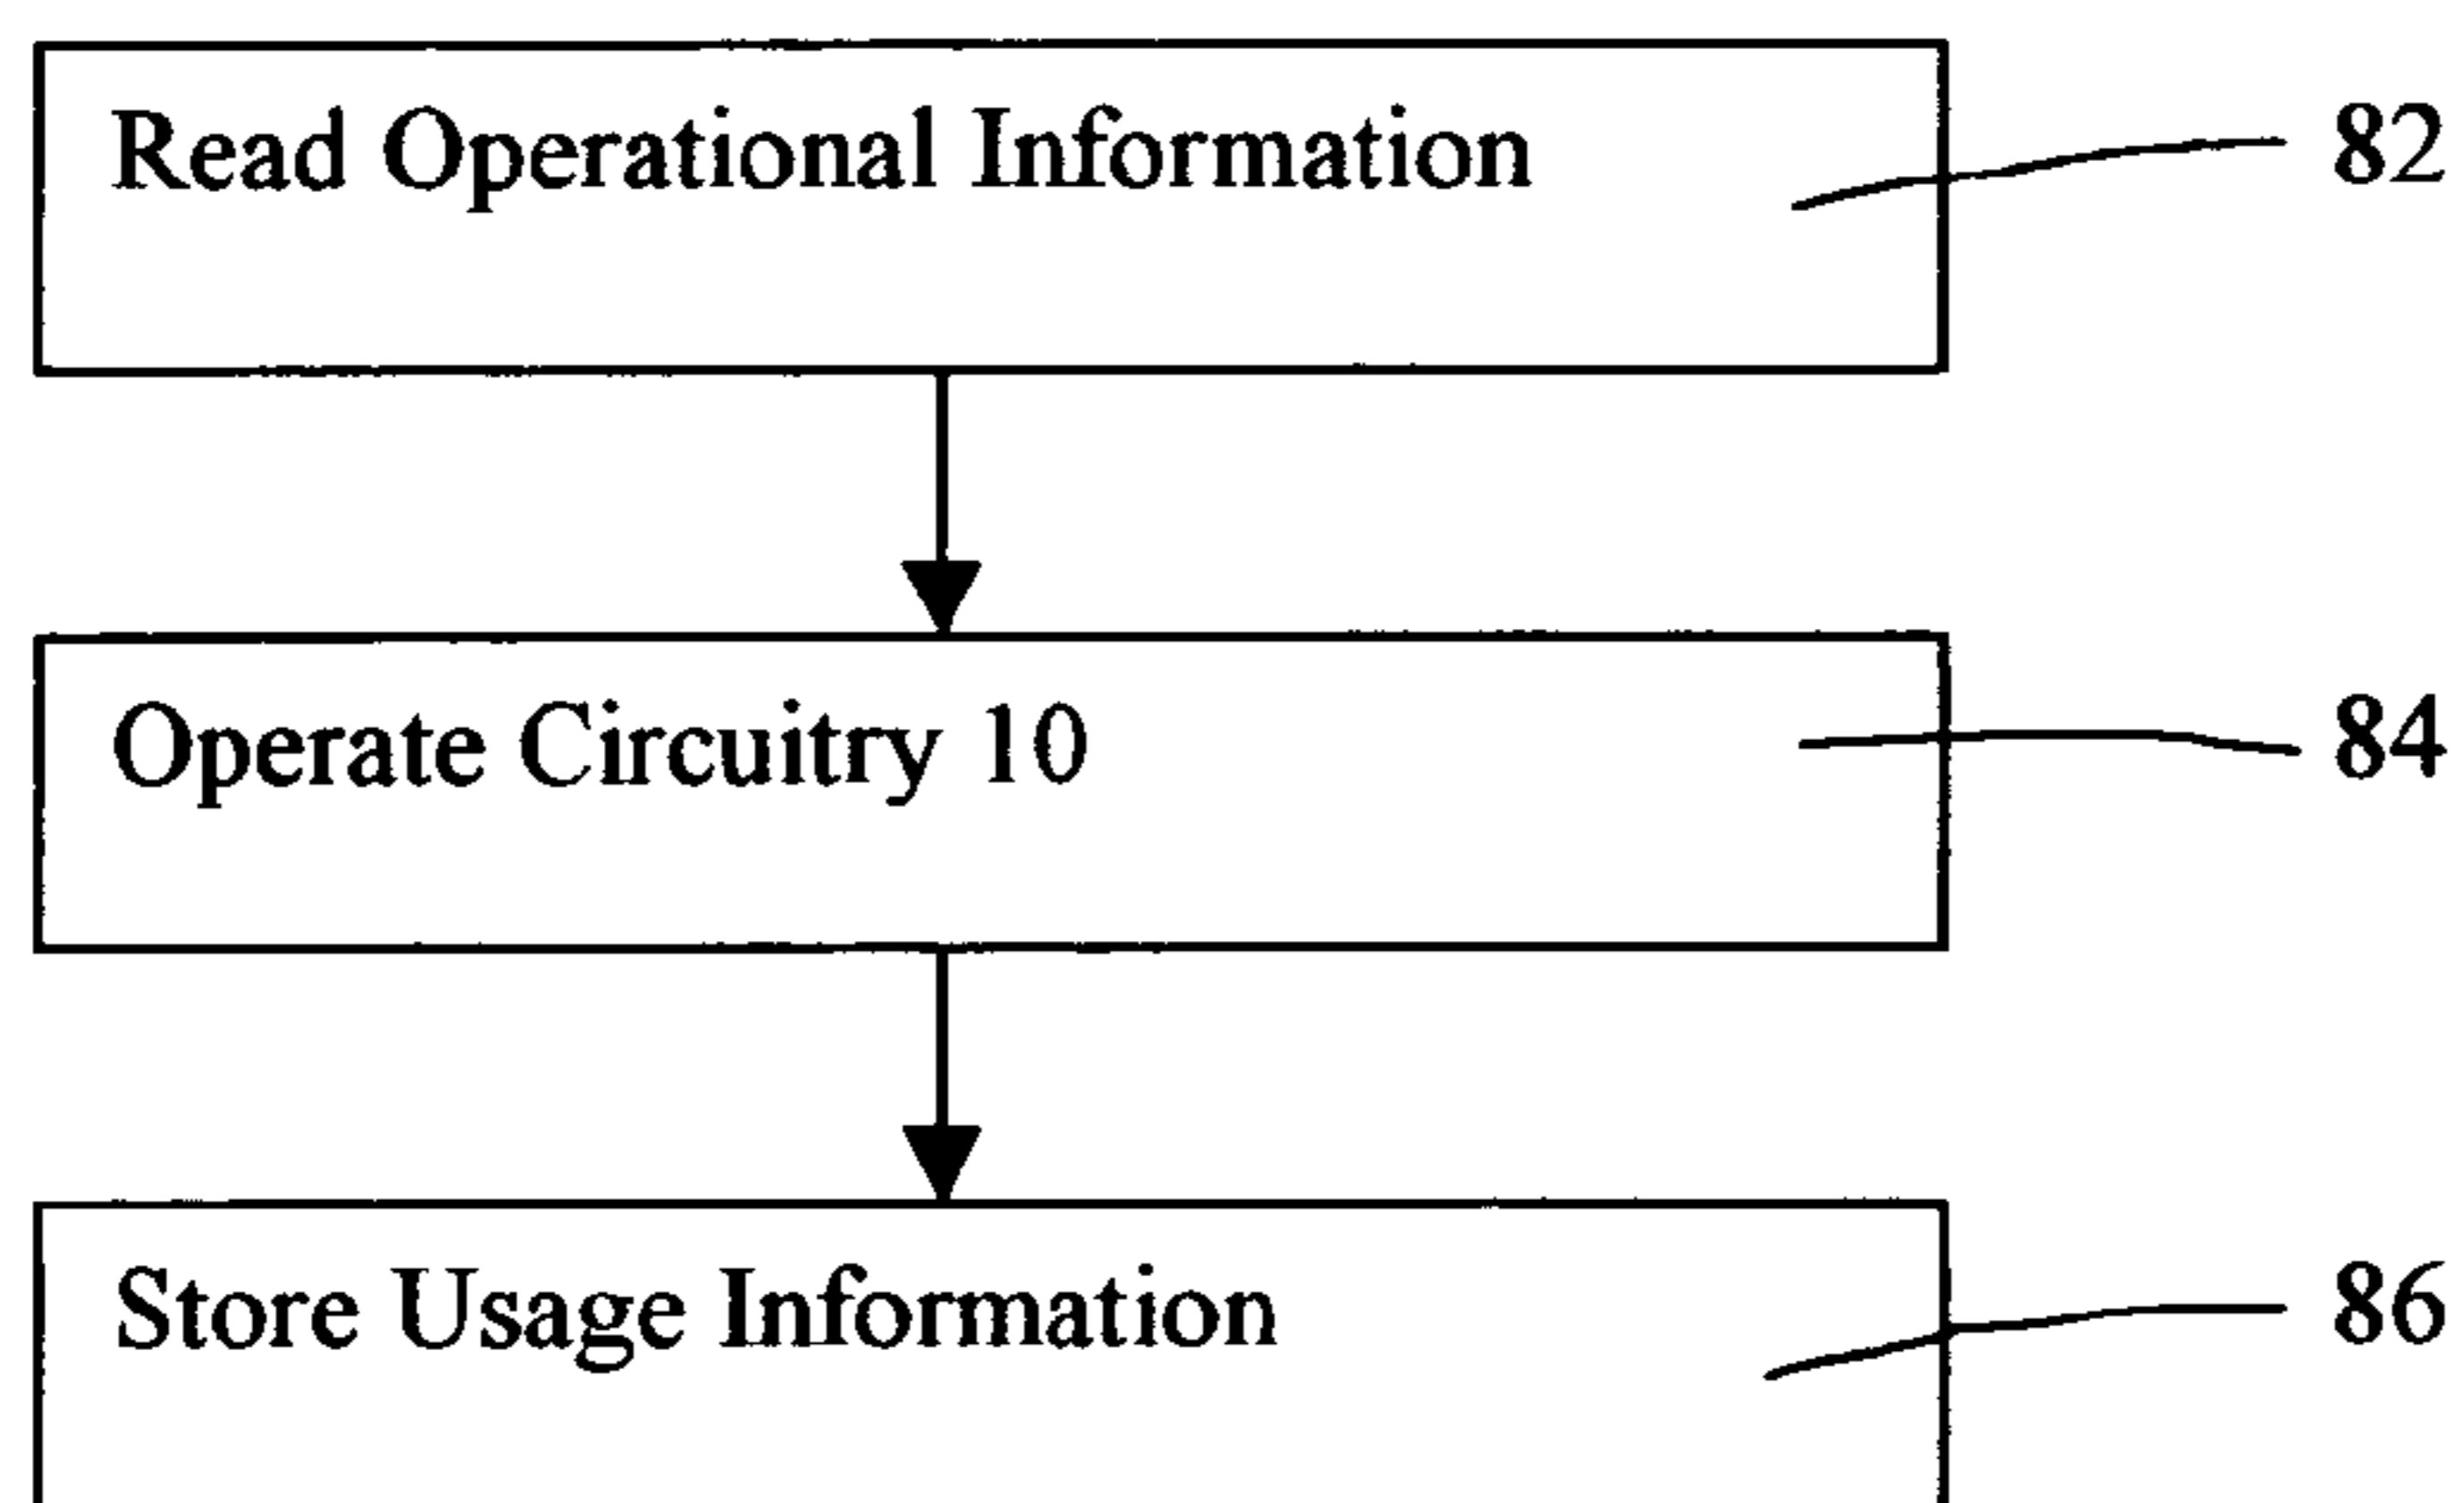 Read Operational Information
82
Operate Circuitry 10
84
Store Usage Information
86